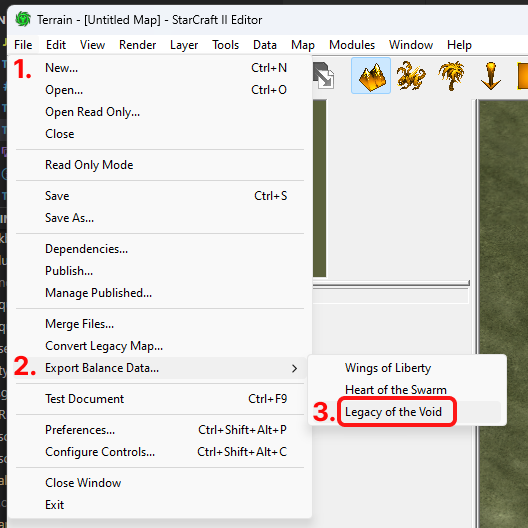 Terrain - [Untitled Map] - StarCraft II Editor
File Edit View Render Layer Tools Data Map Modules Window Help
1. New... Ctrl+N
Open... Ctrl+O
Open Read Only...
Close
Read Only Mode
Save Ctrl+S
Save As...
Dependencies...
Publish...
Manage Published...
Merge Files...
Convert Legacy Map...
2. Export Balance Data...
Wings of Liberty
Heart of the Swarm
3. Legacy of the Void
Test Document Ctrl+F9
Preferences... Ctrl+Shift+Alt+P
Configure Controls... Ctrl+Shift+Alt+C
Close Window
Exit